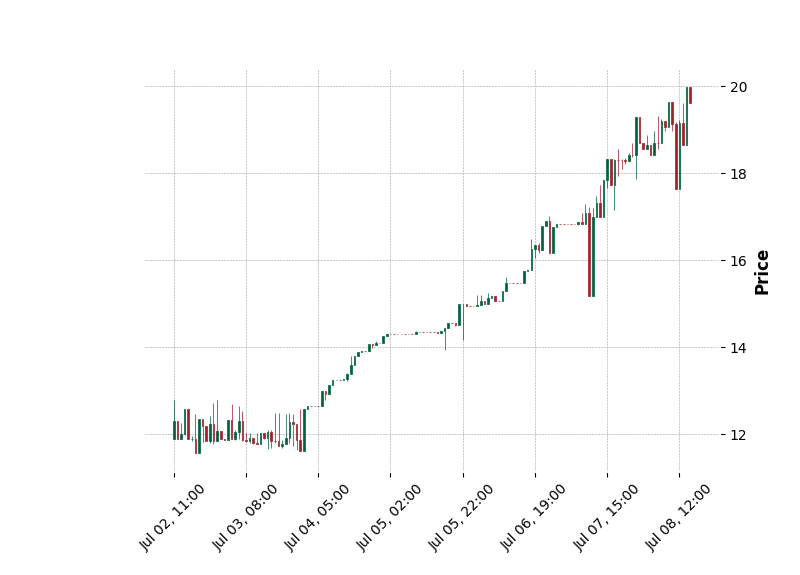 20
18
16
14
12
Price
Jul 02, 11:00
Jul 03, 08:00
Jul 04, 05:00
Jul 05, 02:00
Jul 05, 22:00
Jul 06, 19:00
Jul 07, 15:00
Jul 08, 12:00